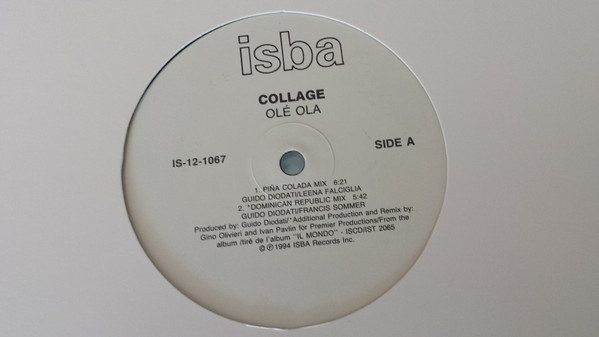 isba
COLLAGE
OLÉ OLA
IS-12-1067
SIDE A
1. PIÑA COLADA MIX 6:21
GUIDO DIODATI/LEENA FALCIGLIA
2. *DOMINICAN REPUBLIC MIX 5:42
GUIDO DIODATI/FRANCIS SOMMER
Produced by: Guido Diodati/*Additional Production and Remix by:
Gino Olivieri and Ivan Pavlin for Premier Productions/From the
album /tiré de l'album "IL MONDO" - ISCD/IST 2065
© ℗ 1994 ISBA Records Inc.